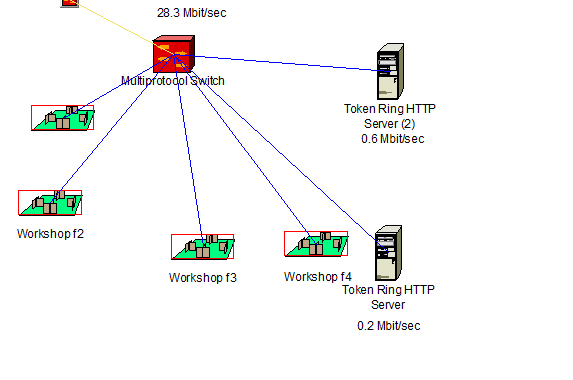 28.3 Mbit/sec
Multiprotocol Switch
Token Ring HTTP
Server (2)
0.6 Mbit/sec
Workshop f2
Workshop f3
Workshop f4
Token Ring HTTP
Server
0.2 Mbit/sec